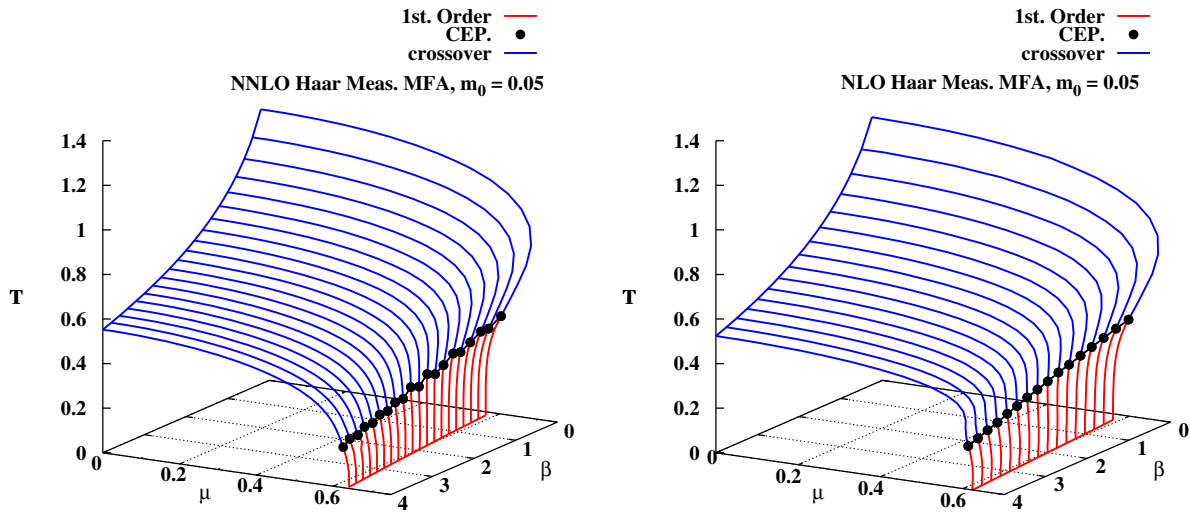 1st. Order
CEP.
crossover
NNLO Haar Meas. MFA, m0 = 0.05
1.4
1.2
1
0.8
0.6
0.4
0.2
0
T
0
0.2
0.4
0.6
μ
4
3
2
1
0
β
1st. Order
CEP.
crossover
NLO Haar Meas. MFA, m0 = 0.05
1.4
1.2
1
0.8
0.6
0.4
0.2
0
T
0
0.2
0.4
0.6
μ
4
3
2
1
0
β